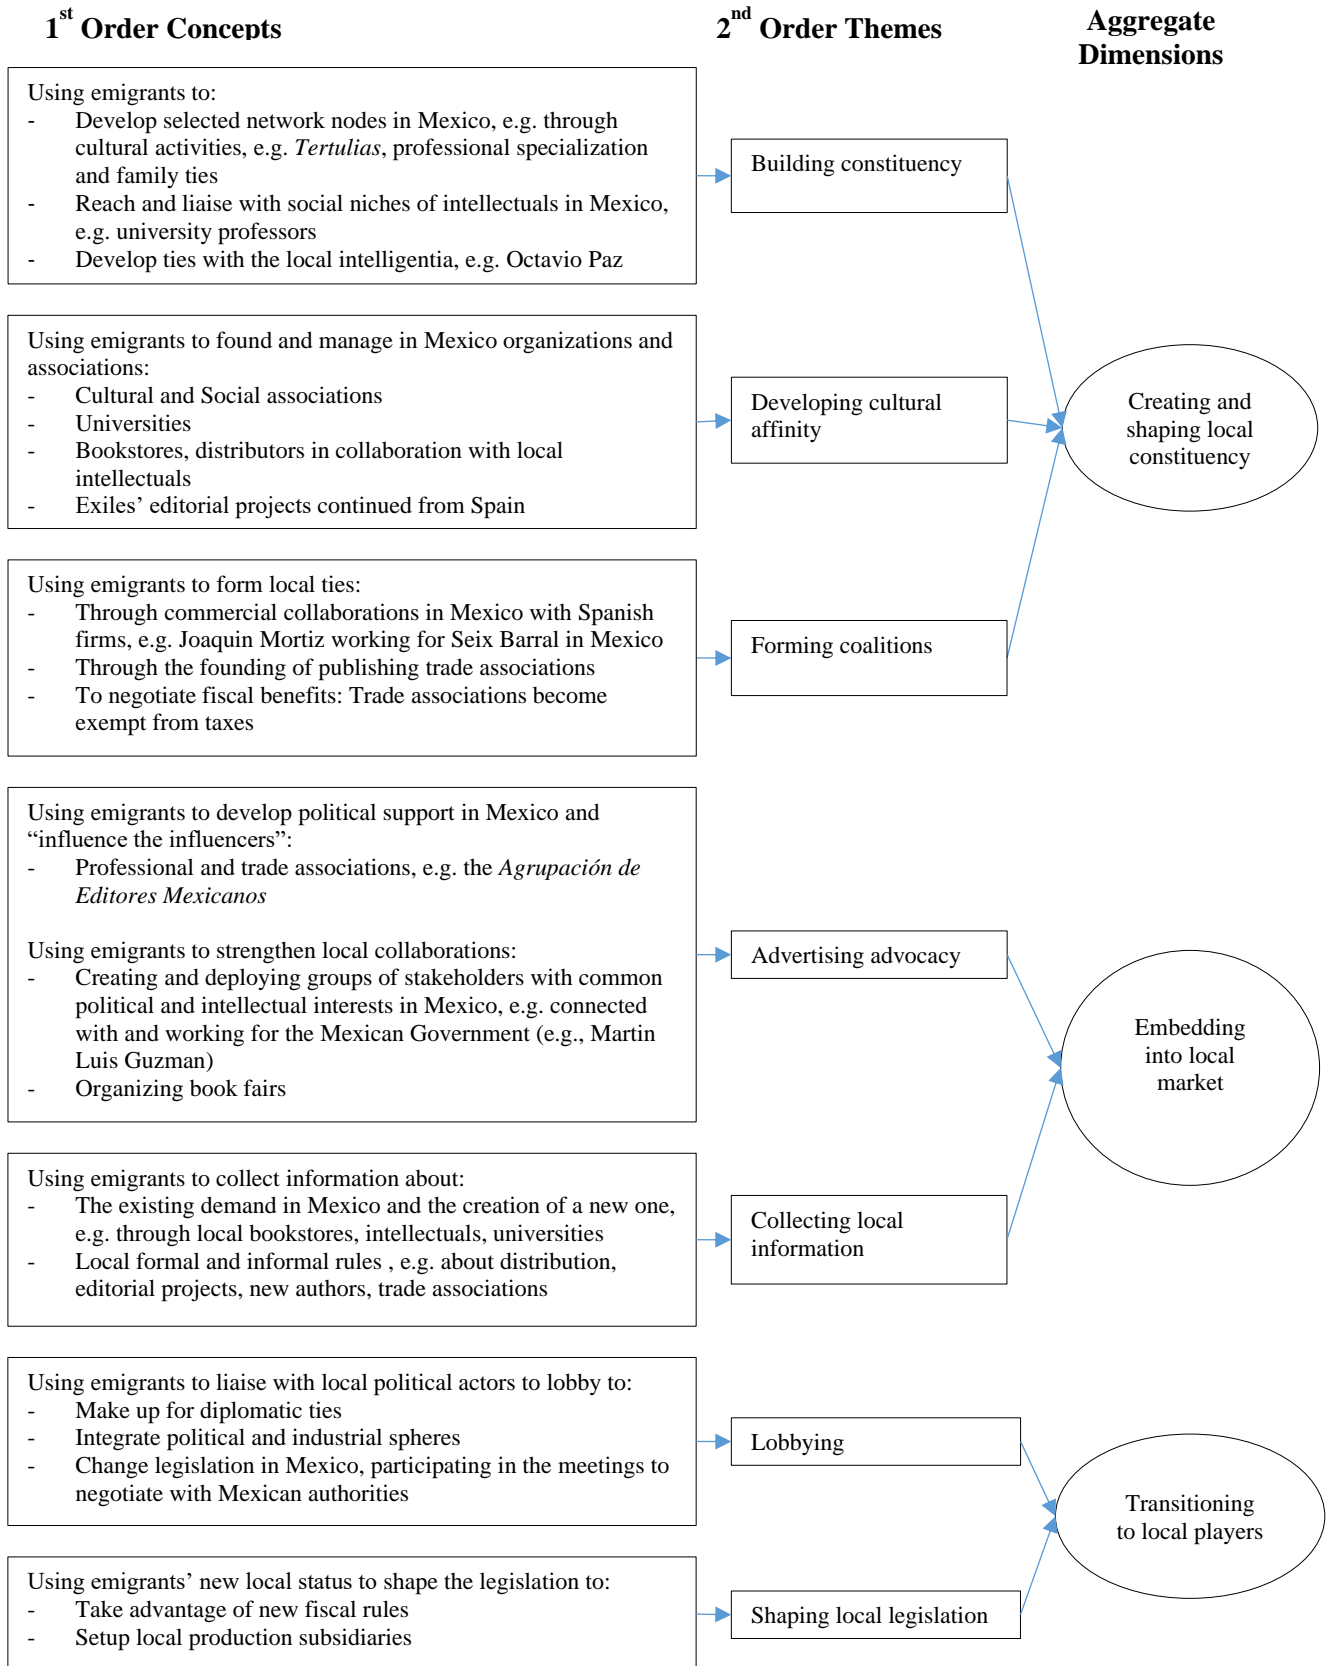 1st Order Concepts
2nd Order Themes
Aggregate
Dimensions
Using emigrants to:
- Develop selected network nodes in Mexico, e.g. through
cultural activities, e.g. Tertulias, professional specialization
and family ties
- Reach and liaise with social niches of intellectuals in Mexico,
e.g. university professors
- Develop ties with the local intelligentia, e.g. Octavio Paz
Building constituency
Using emigrants to found and manage in Mexico organizations and
associations:
- Cultural and Social associations
- Universities
- Bookstores, distributors in collaboration with local
intellectuals
- Exiles’ editorial projects continued from Spain
Developing cultural
affinity
Creating and
shaping local
constituency
Using emigrants to form local ties:
- Through commercial collaborations in Mexico with Spanish
firms, e.g. Joaquin Mortiz working for Seix Barral in Mexico
- Through the founding of publishing trade associations
- To negotiate fiscal benefits: Trade associations become
exempt from taxes
Forming coalitions
Using emigrants to develop political support in Mexico and
“influence the influencers”:
- Professional and trade associations, e.g. the Agrupación de
Editores Mexicanos
Using emigrants to strengthen local collaborations:
- Creating and deploying groups of stakeholders with common
political and intellectual interests in Mexico, e.g. connected
with and working for the Mexican Government (e.g., Martin
Luis Guzman)
- Organizing book fairs
Advertising advocacy
Embedding
into local
market
Using emigrants to collect information about:
- The existing demand in Mexico and the creation of a new one,
e.g. through local bookstores, intellectuals, universities
- Local formal and informal rules , e.g. about distribution,
editorial projects, new authors, trade associations
Collecting local
information
Using emigrants to liaise with local political actors to lobby to:
- Make up for diplomatic ties
- Integrate political and industrial spheres
- Change legislation in Mexico, participating in the meetings to
negotiate with Mexican authorities
Lobbying
Transitioning
to local players
Using emigrants’ new local status to shape the legislation to:
- Take advantage of new fiscal rules
- Setup local production subsidiaries
Shaping local legislation